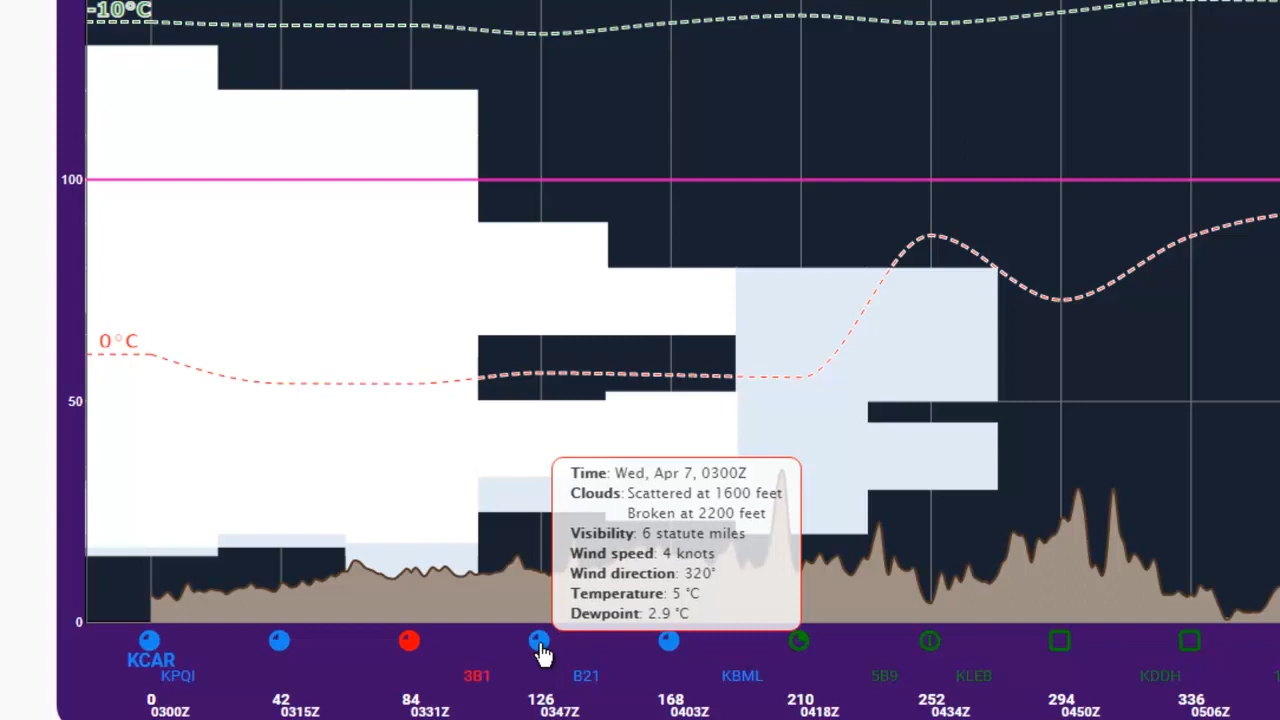 -10°C
100
0°C
50
Time: Wed, Apr 7, 0300Z
Clouds: Scattered at 1600 feet
Broken at 2200 feet
Visibility: 6 statute miles
Wind speed: 4 knots
Wind direction: 320°
Temperature: 5 °C
Dewpoint: 2.9 °C
0
KCAR
KPQI 3B1 B21 KBML 5B9 KLEB KDDH
0 42 84 126 168 210 252 294 336
0300Z 0315Z 0331Z 0347Z 0403Z 0418Z 0434Z 0450Z 0506Z